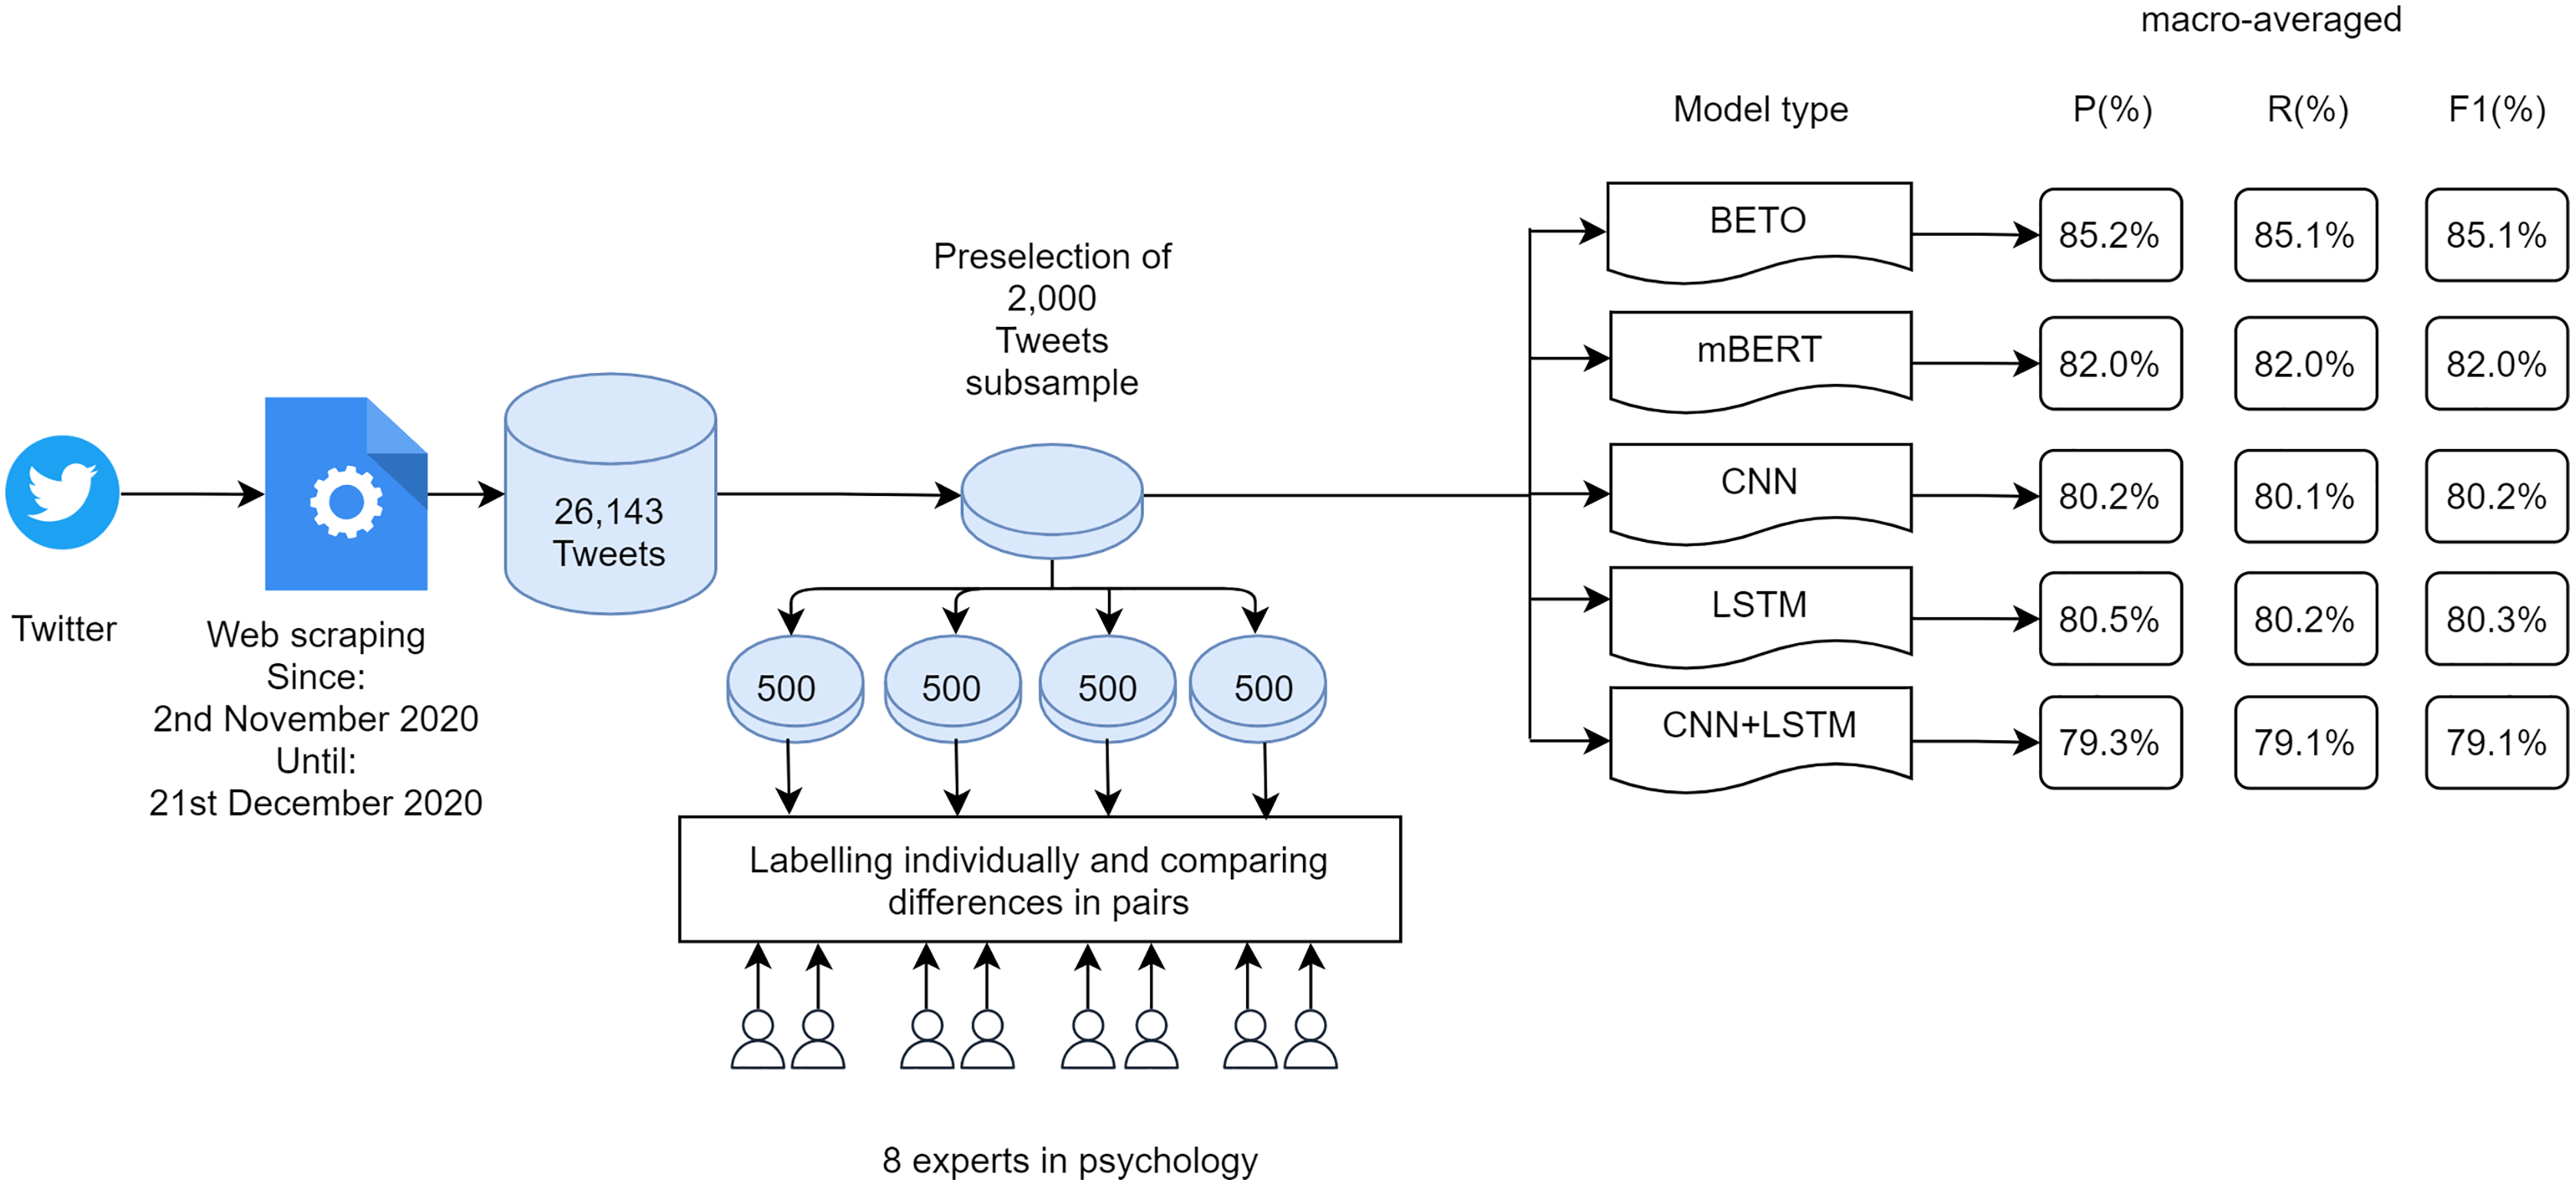 macro-averaged
Model type P(%) R(%) F1(%)
BETO 85.2% 85.1% 85.1%
mBERT 82.0% 82.0% 82.0%
CNN 80.2% 80.1% 80.2%
LSTM 80.5% 80.2% 80.3%
CNN+LSTM 79.3% 79.1% 79.1%
Preselection of
2,000
Tweets
subsample
26,143
Tweets
Twitter
Web scraping
Since:
2nd November 2020
Until:
21st December 2020
500 500 500 500
Labelling individually and comparing
differences in pairs
8 experts in psychology